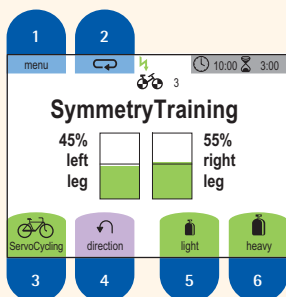 1 2
menu 10:00 3:00
3
SymmetryTraining
45% 55%
left right
leg leg
ServoCycling direction light heavy
3 4 5 6